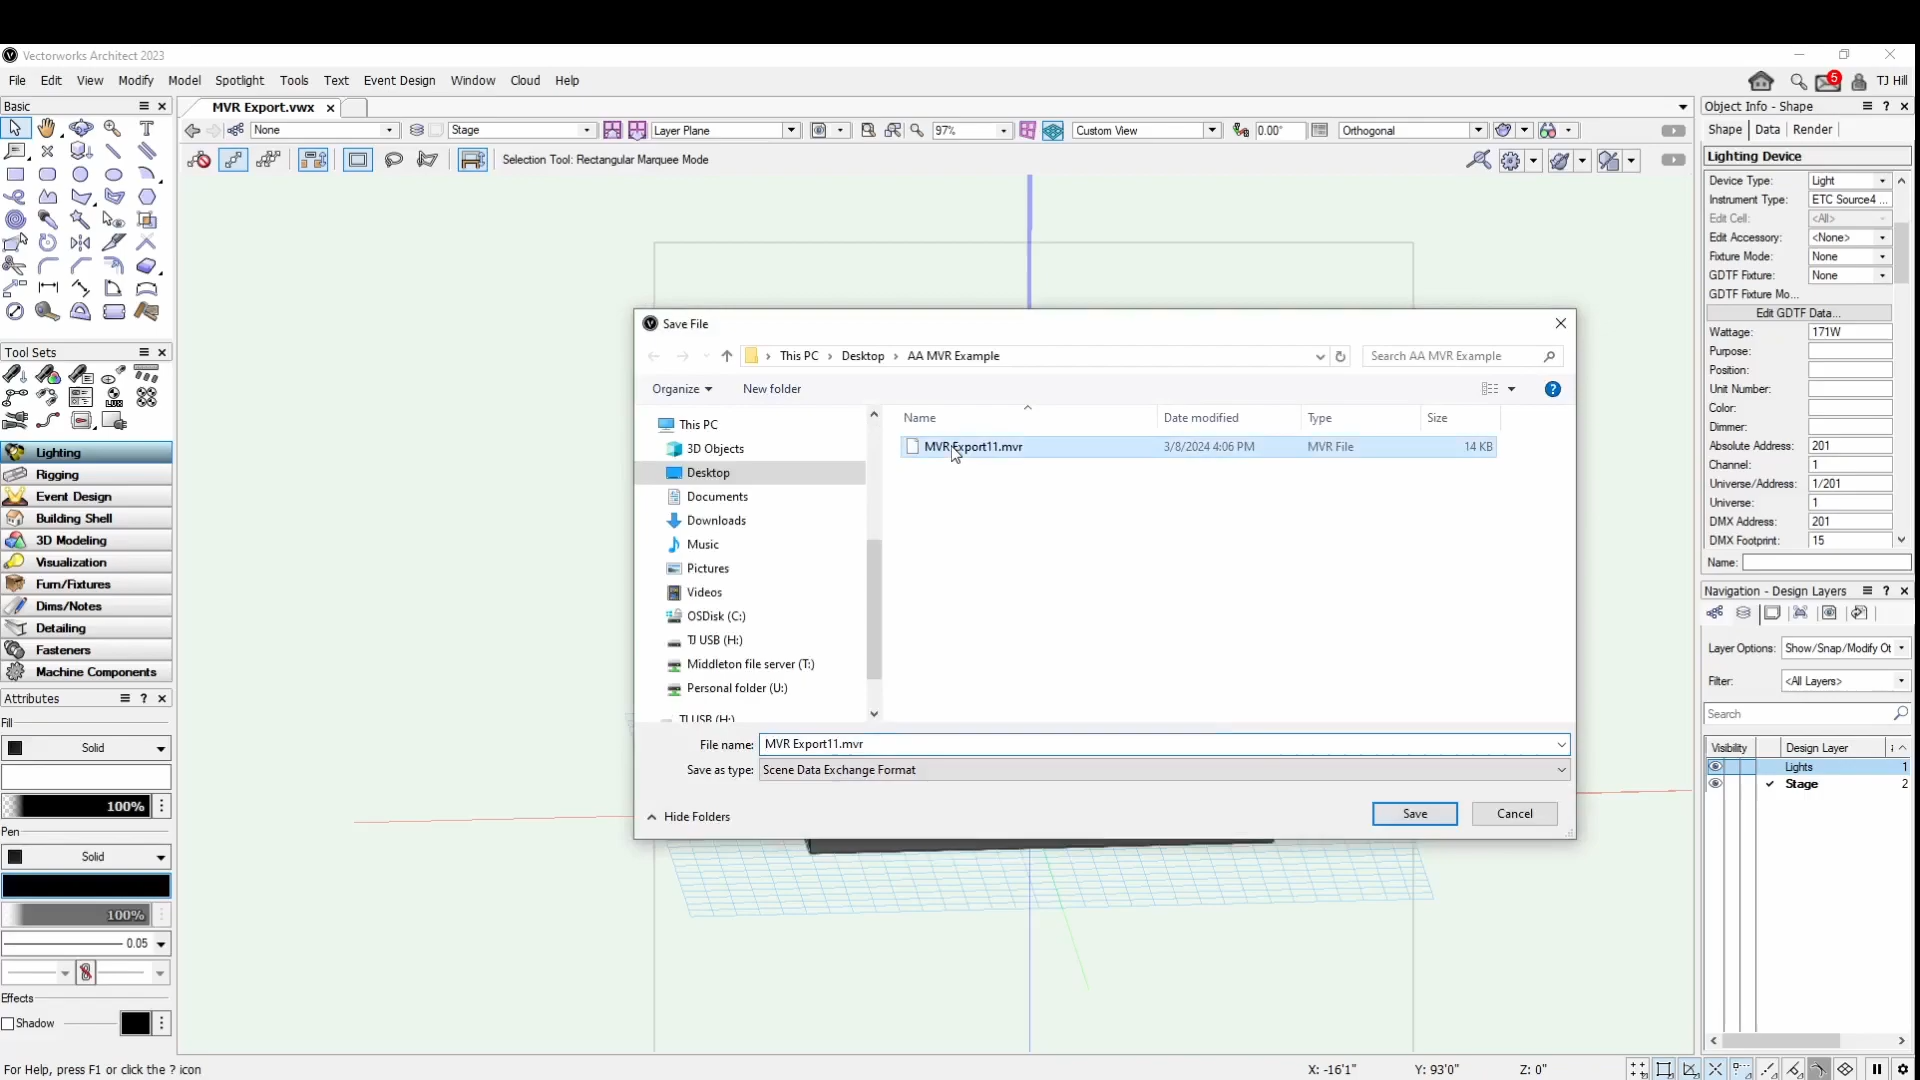 Vectorworks Architect 2023
File Edit View Modify Model Spotlight Tools Text Event Design Window Cloud Help
5
TJ Hill
Basic
MVR Export.vwx
Object Info - Shape
None
Stage
Layer Plane
97%
Custom View
0.00°
Orthogonal
Shape Data Render
Selection Tool: Rectangular Marquee Mode
Lighting Device
Device Type: Light
Instrument Type: ETC Source4 ...
Edit Cell: <All>
Edit Accessory: <None>
Fixture Mode: None
GDTF Fixture: None
GDTF Fixture Mo...
Edit GDTF Data...
Wattage: 171W
Purpose:
Position:
Unit Number:
Color:
Dimmer:
Absolute Address: 201
Channel: 1
Universe/Address: 1/201
Universe: 1
DMX Address: 201
DMX Footprint: 15
Name:
Tool Sets
Lighting
Rigging
Event Design
Building Shell
3D Modeling
Visualization
Furn/Fixtures
Dims/Notes
Detailing
Fasteners
Machine Components
Attributes
Fill
Solid
100%
Pen
Solid
100%
0.05
Effects
Shadow
Save File
This PC › Desktop › AA MVR Example
Search AA MVR Example
Organize
New folder
This PC
3D Objects
Desktop
Documents
Downloads
Music
Pictures
Videos
OSDisk (C:)
TJ USB (H:)
Middleton file server (T:)
Personal folder (U:)
TJ USB (H:)
Name Date modified Type Size
MVR Export11.mvr 3/8/2024 4:06 PM MVR File 14 KB
File name: MVR Export11.mvr
Save as type: Scene Data Exchange Format
Hide Folders
Save
Cancel
Navigation - Design Layers
Layer Options: Show/Snap/Modify Ot
Filter: <All Layers>
Search
Visibility Design Layer
Lights 1
Stage 2
For Help, press F1 or click the ? icon
X: -16'1" Y: 93'0" Z: 0"